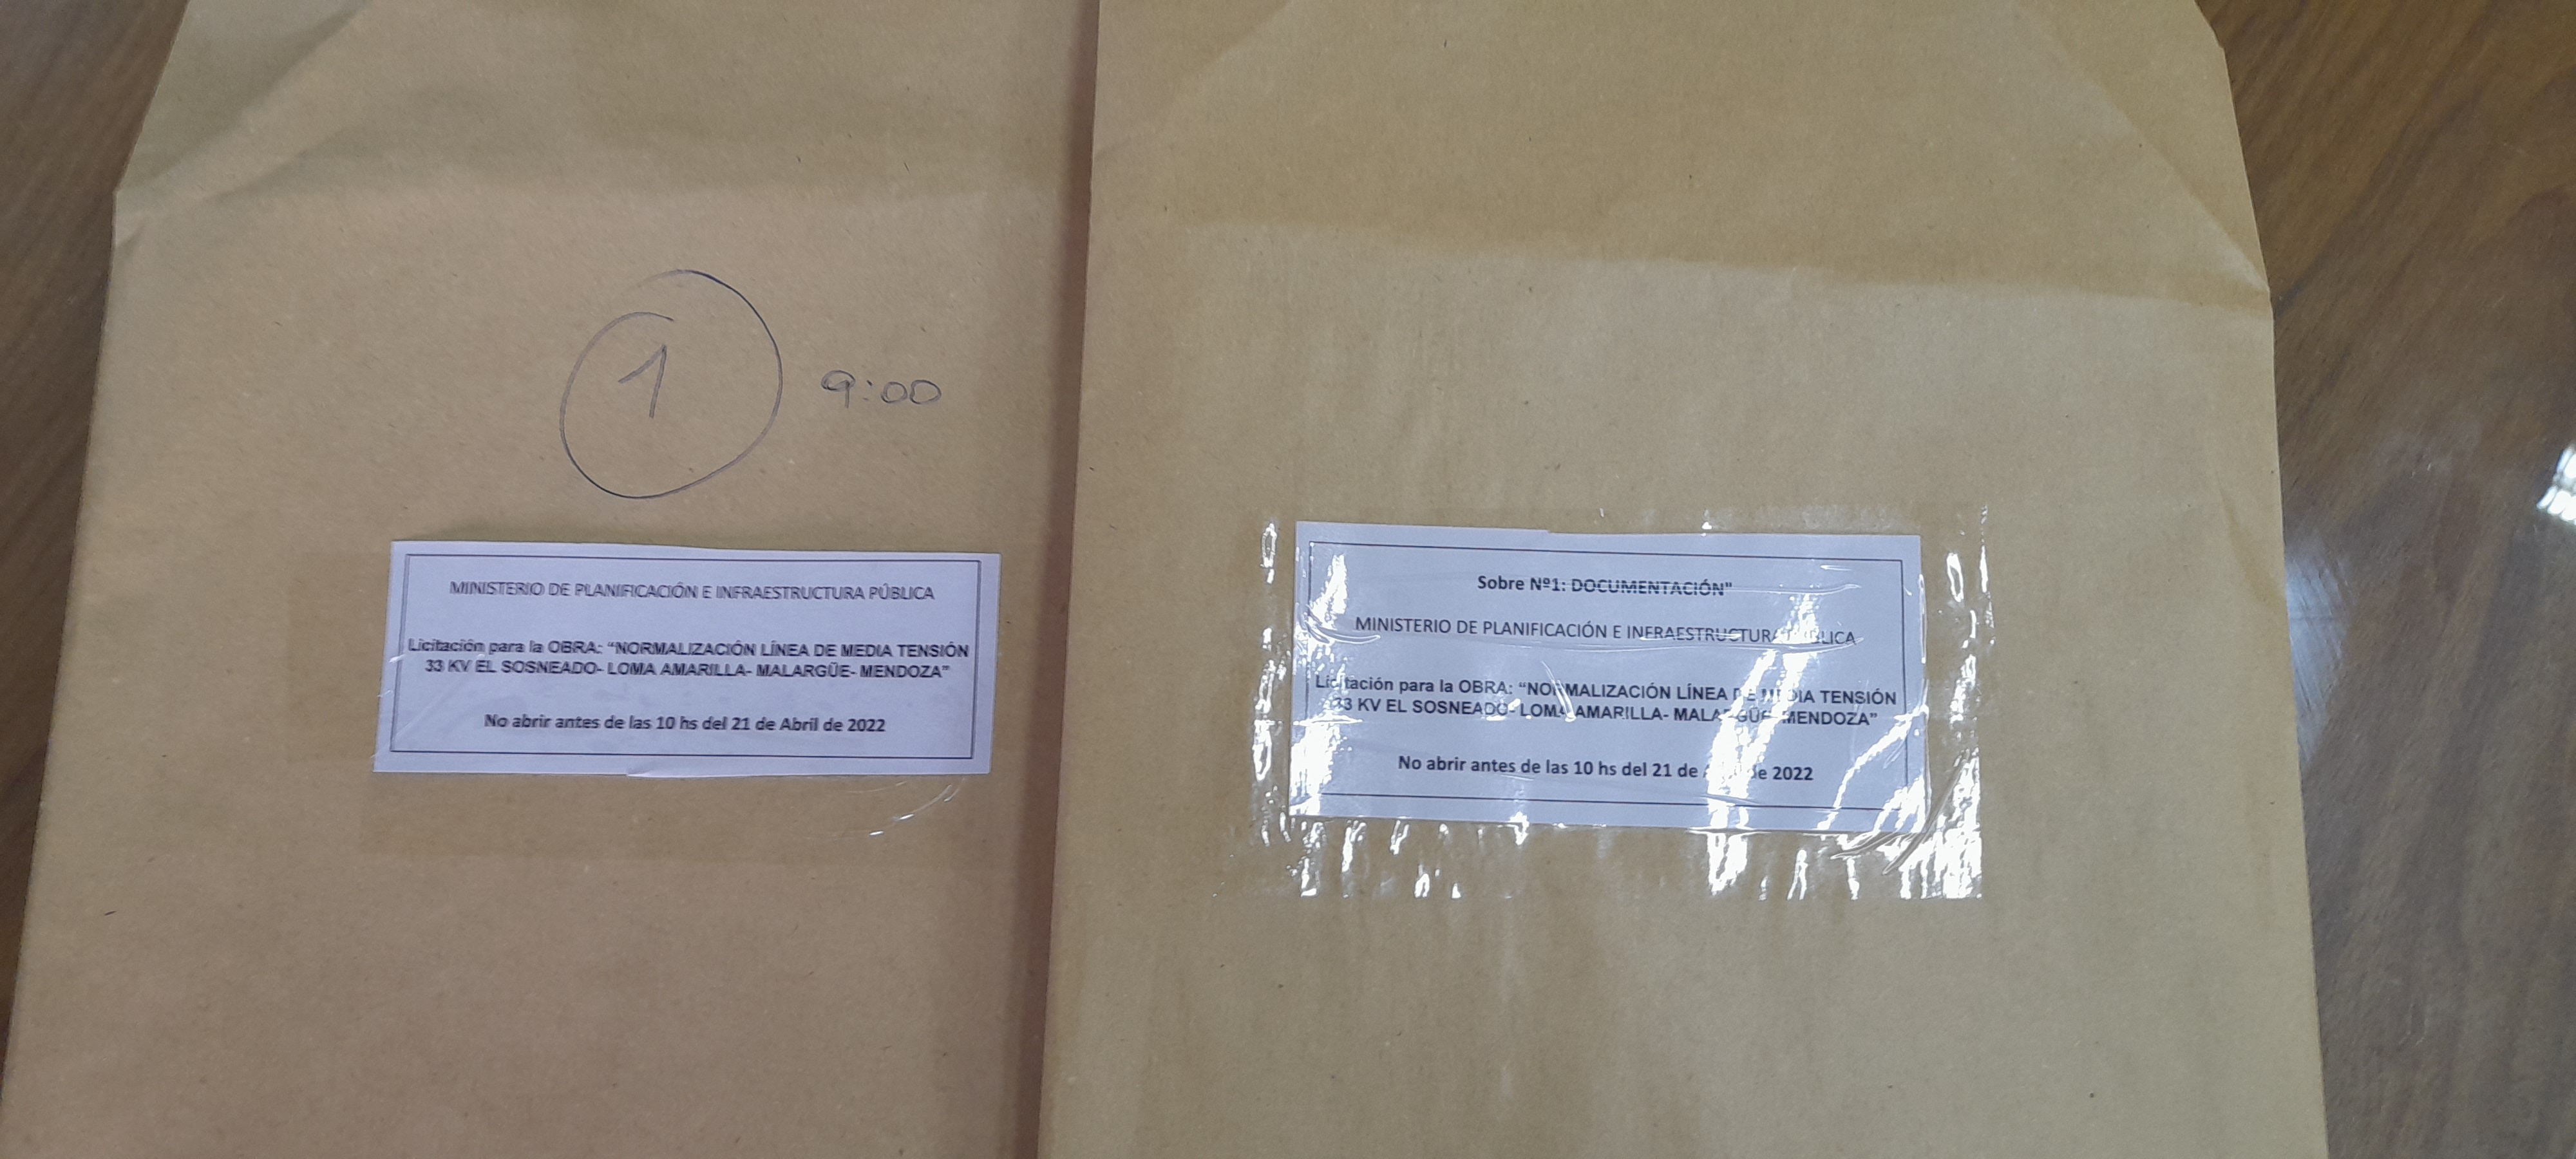 1 9:00
MINISTERIO DE PLANIFICACIÓN E INFRAESTRUCTURA PÚBLICA
Licitación para la OBRA: “NORMALIZACIÓN LÍNEA DE MEDIA TENSIÓN
33 KV EL SOSNEADO- LOMA AMARILLA- MALARGÜE- MENDOZA”
No abrir antes de las 10 hs del 21 de Abril de 2022
Sobre Nº1: DOCUMENTACIÓN"
MINISTERIO DE PLANIFICACIÓN E INFRAESTRUCTURA PÚBLICA
Licitación para la OBRA: “NORMALIZACIÓN LÍNEA DE MEDIA TENSIÓN
33 KV EL SOSNEADO- LOMA AMARILLA- MALARGÜE- MENDOZA”
No abrir antes de las 10 hs del 21 de Abril de 2022